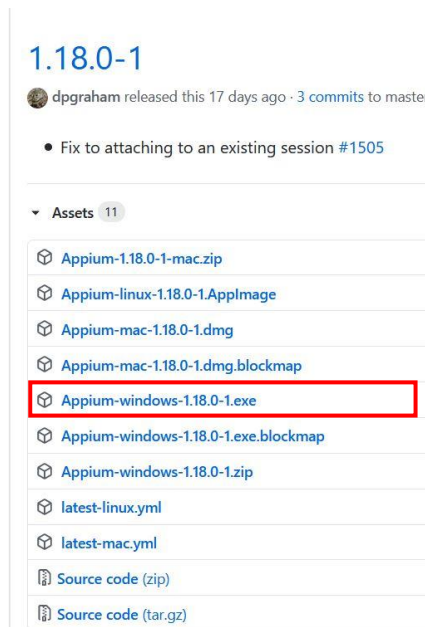 1.18.0-1
dpgraham released this 17 days ago · 3 commits to maste
• Fix to attaching to an existing session #1505
Assets 11
Appium-1.18.0-1-mac.zip
Appium-linux-1.18.0-1.AppImage
Appium-mac-1.18.0-1.dmg
Appium-mac-1.18.0-1.dmg.blockmap
Appium-windows-1.18.0-1.exe
Appium-windows-1.18.0-1.exe.blockmap
Appium-windows-1.18.0-1.zip
latest-linux.yml
latest-mac.yml
Source code (zip)
Source code (tar.gz)